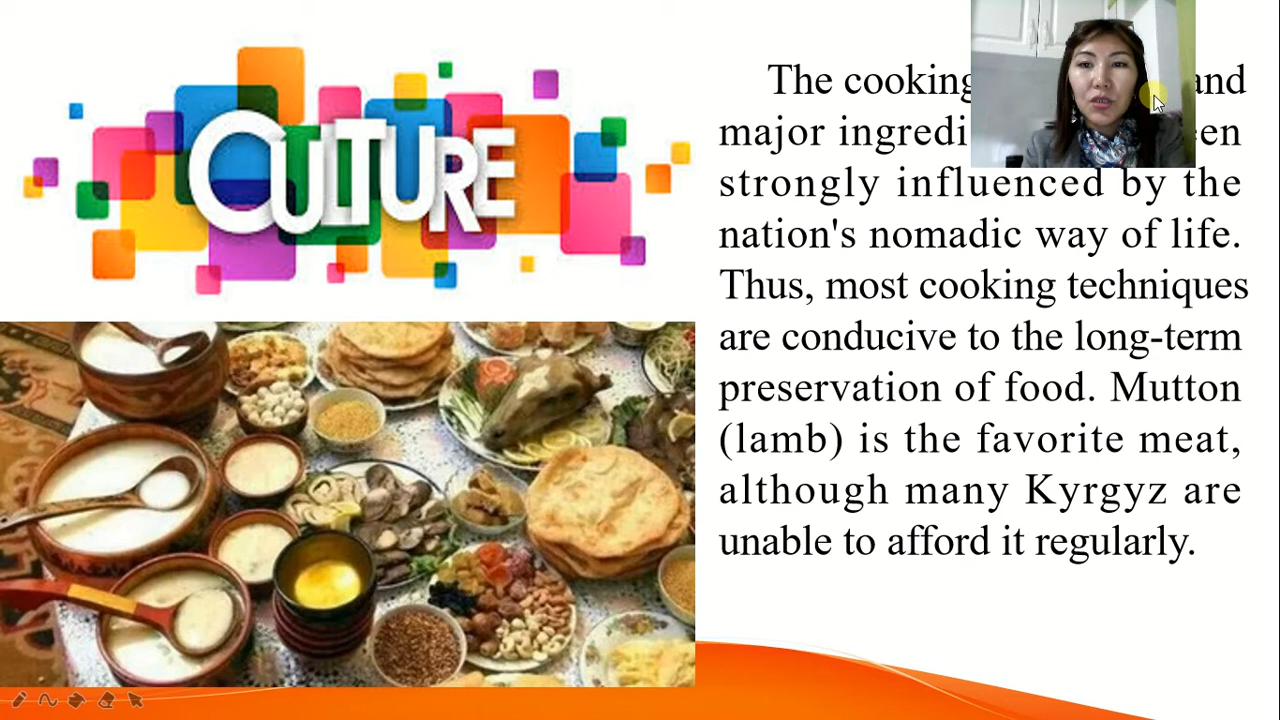 CULTURE
The cooking and
major ingredi een
strongly influenced by the
nation's nomadic way of life.
Thus, most cooking techniques
are conducive to the long-term
preservation of food. Mutton
(lamb) is the favorite meat,
although many Kyrgyz are
unable to afford it regularly.